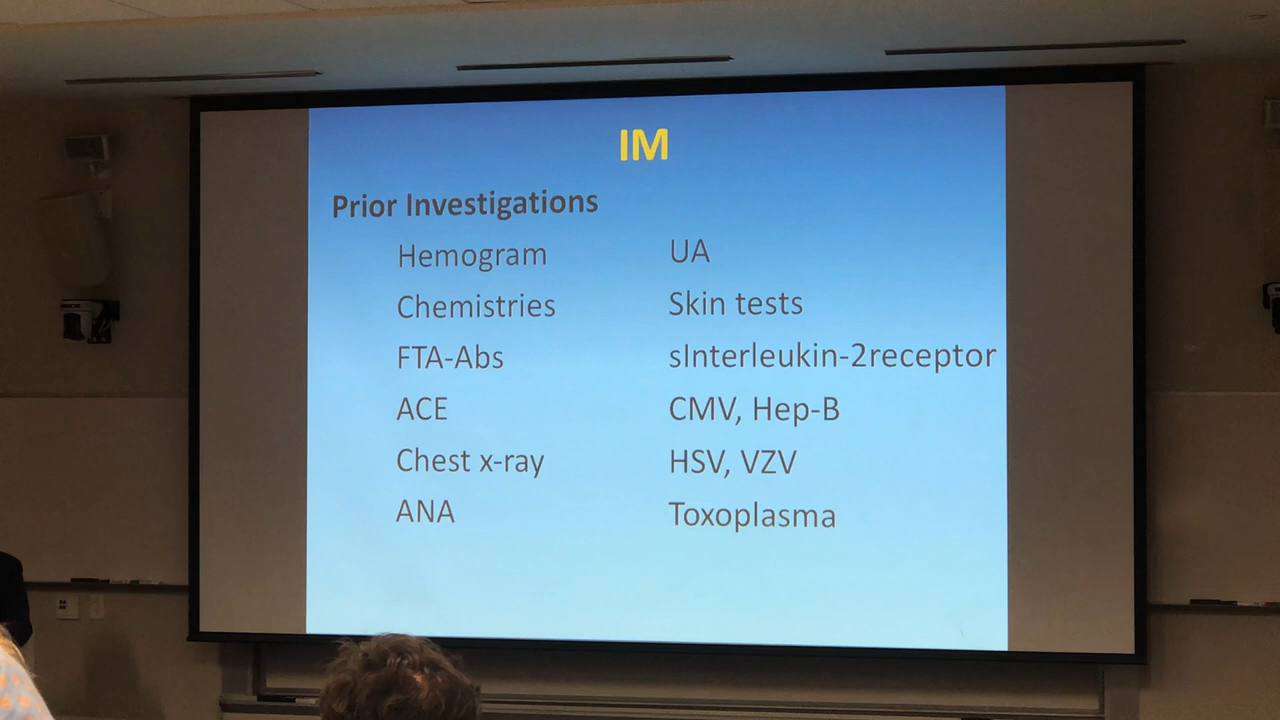 IM
Prior Investigations
Hemogram
Chemistries
FTA-Abs
ACE
Chest x-ray
ANA
UA
Skin tests
sInterleukin-2receptor
CMV, Hep-B
HSV, VZV
Toxoplasma